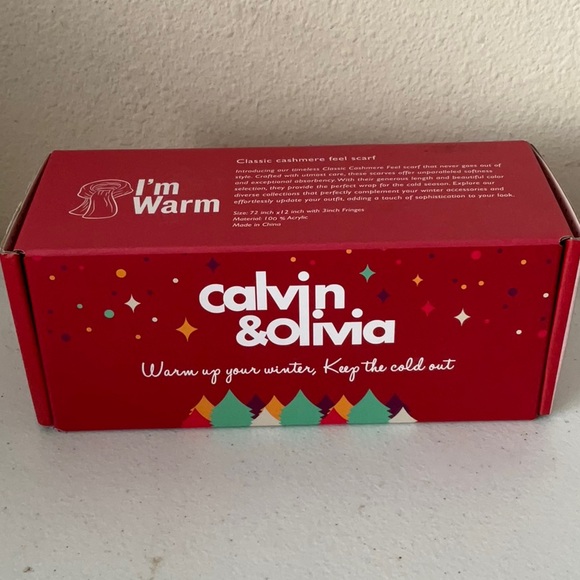 Classic cashmere feel scarf
Introducing our timeless Classic Cashmere Feel scarf that never goes out of
style. Crafted with utmost care, these scarves offer unparalleled softness
and exceptional absorbency. With their generous length and beautiful color
selection, they provide the perfect wrap for the cold season. Explore our
diverse collections that perfectly complement your winter accessories and
effortlessly update your outfit, adding a touch of sophistication to your look.
Size: 72 inch x12 inch with 3inch Fringes
Material: 100 % Acrylic
Made in China
I'm
Warm
calvin
&olivia
Warm up your winter, Keep the cold out